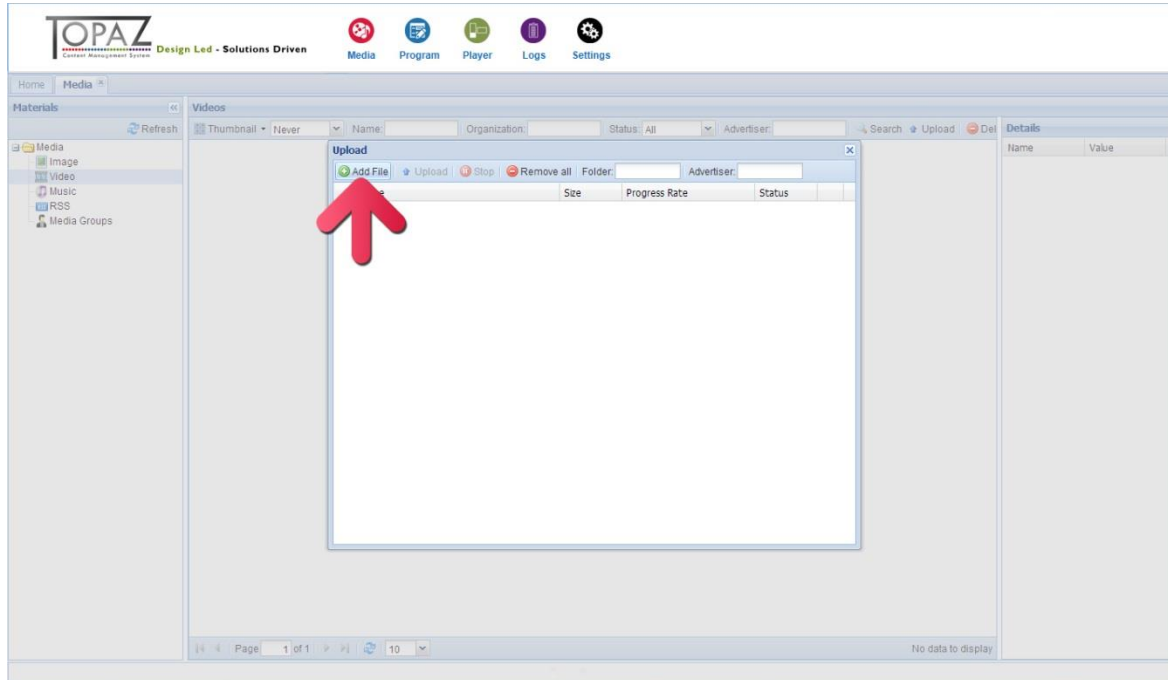 TOPAZ
Content Management System
Design Led - Solutions Driven
Media Program Player Logs Settings
Home Media
Materials
Refresh
Media
Image
Video
Music
RSS
Media Groups
Videos
Thumbnail Never Name: Organization: Status: All Advertiser: Search Upload Del
Upload
Add File Upload Stop Remove all Folder: Advertiser:
Size Progress Rate Status
Details
Name Value
Page 1 of 1 10 No data to display